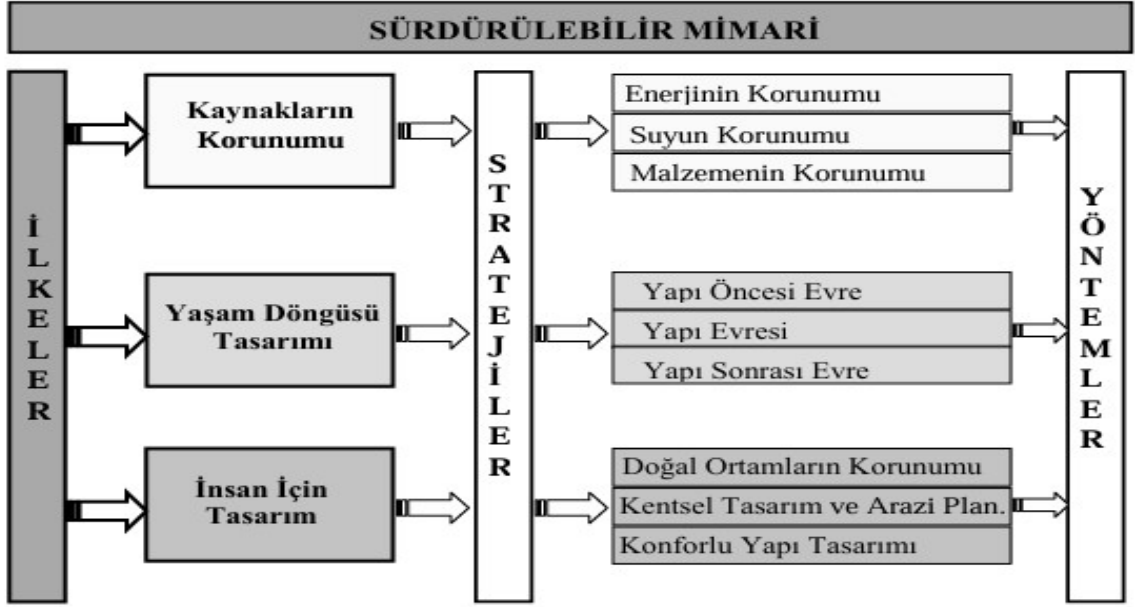 SÜRDÜRÜLEBİLİR MİMARİ
İLKELER
Kaynakların
Korunumu
Yaşam Döngüsü
Tasarımı
İnsan İçin
Tasarım
STRATEJİLER
Enerjinin Korunumu
Suyun Korunumu
Malzemenin Korunumu
Yapı Öncesi Evre
Yapı Evresi
Yapı Sonrası Evre
Doğal Ortamların Korunumu
Kentsel Tasarım ve Arazi Plan.
Konforlu Yapı Tasarımı
YÖNTEMLER